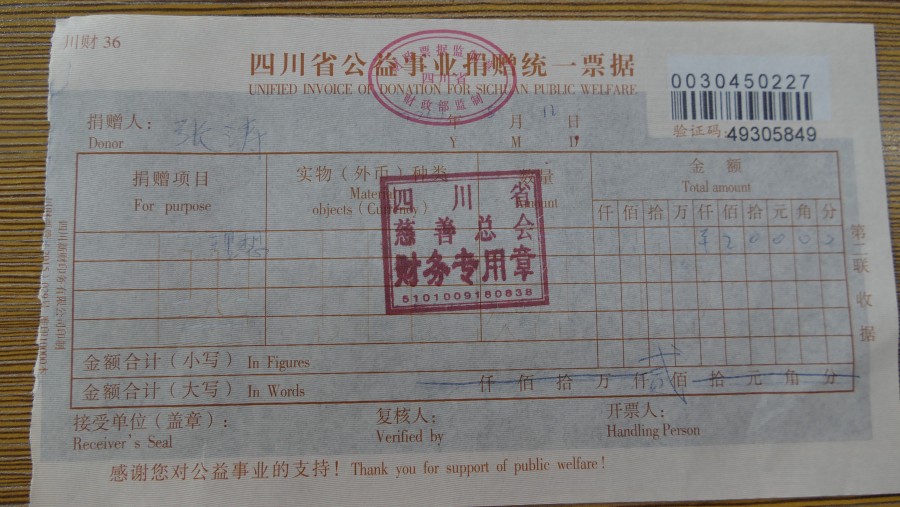 川财 36
四川省公益事业捐赠统一票据
UNIFIED INVOICE OF DONATION FOR SICHUAN PUBLIC WELFARE
0030450227
验证码: 49305849
四川省
财政部监制
捐赠人: 张涛 年 月 12 日
Donor Y M D
捐赠项目 实物（外币）种类 数量 金额
For purpose Material objects (Currency) Amount Total amount
仟 佰 拾 万 仟 佰 拾 元 角 分
¥ 2 0 0 0 0
四川省
慈善总会
财务专用章
5101009180838
金额合计（小写） In Figures
金额合计（大写） In Words 仟 佰 拾 万 仟 贰 佰 拾 元 角 分
接受单位（盖章）: 复核人: 开票人:
Receiver's Seal Verified by Handling Person
感谢您对公益事业的支持! Thank you for support of public welfare!
第二联收据